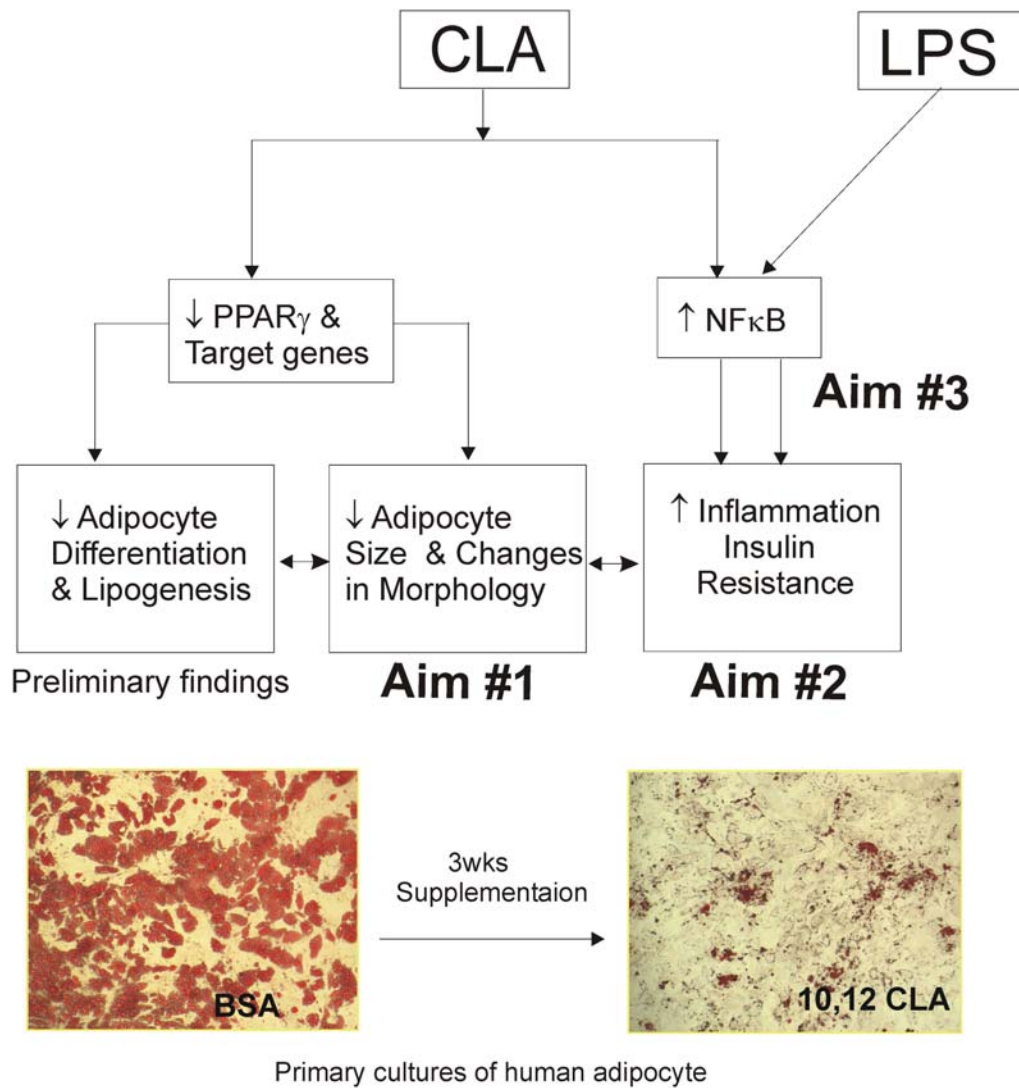 CLA
LPS
↓ PPARγ &
Target genes
↑ NFκB
Aim #3
↓ Adipocyte
Differentiation
& Lipogenesis
↓ Adipocyte
Size & Changes
in Morphology
↑ Inflammation
Insulin
Resistance
Preliminary findings
Aim #1
Aim #2
3wks
Supplementaion
BSA
10,12 CLA
Primary cultures of human adipocyte